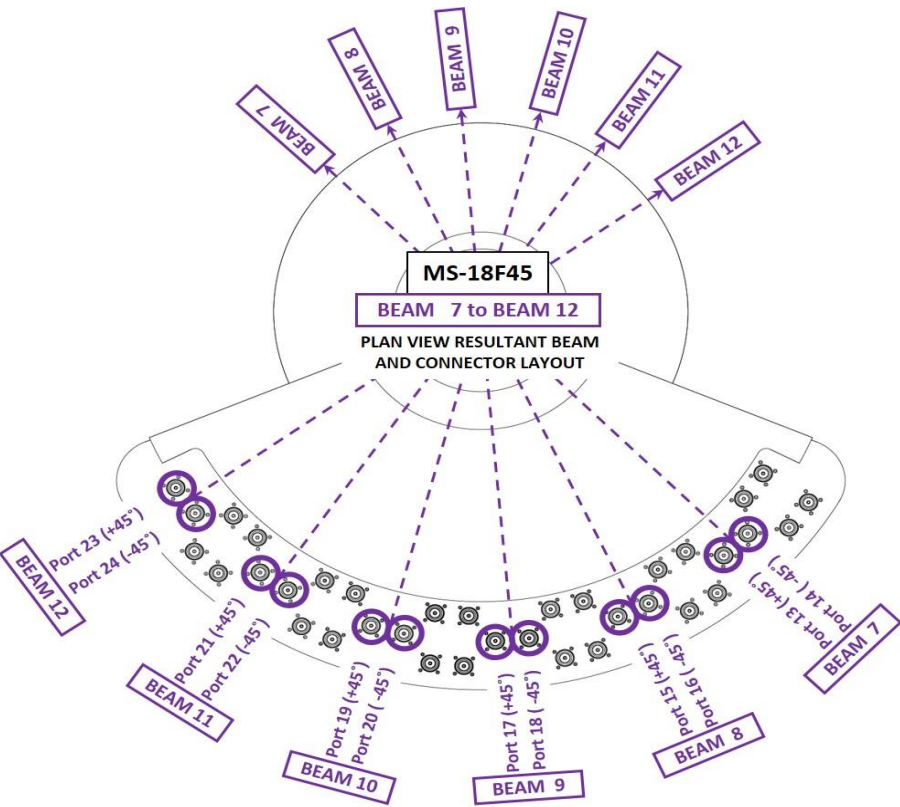 BEAM 7
BEAM 8
BEAM 9
BEAM 10
BEAM 11
BEAM 12
MS-18F45
BEAM 7 to BEAM 12
PLAN VIEW RESULTANT BEAM
AND CONNECTOR LAYOUT
Port 23 (+45°)
Port 24 (-45°)
BEAM 12
Port 21 (+45°)
Port 22 (-45°)
BEAM 11
Port 19 (+45°)
Port 20 ( -45°)
BEAM 10
Port 17 (+45°)
Port 18 ( -45°)
BEAM 9
Port 15 (+45°)
Port 16 ( -45°)
BEAM 8
Port 13 (+45°)
Port 14 ( -45°)
BEAM 7